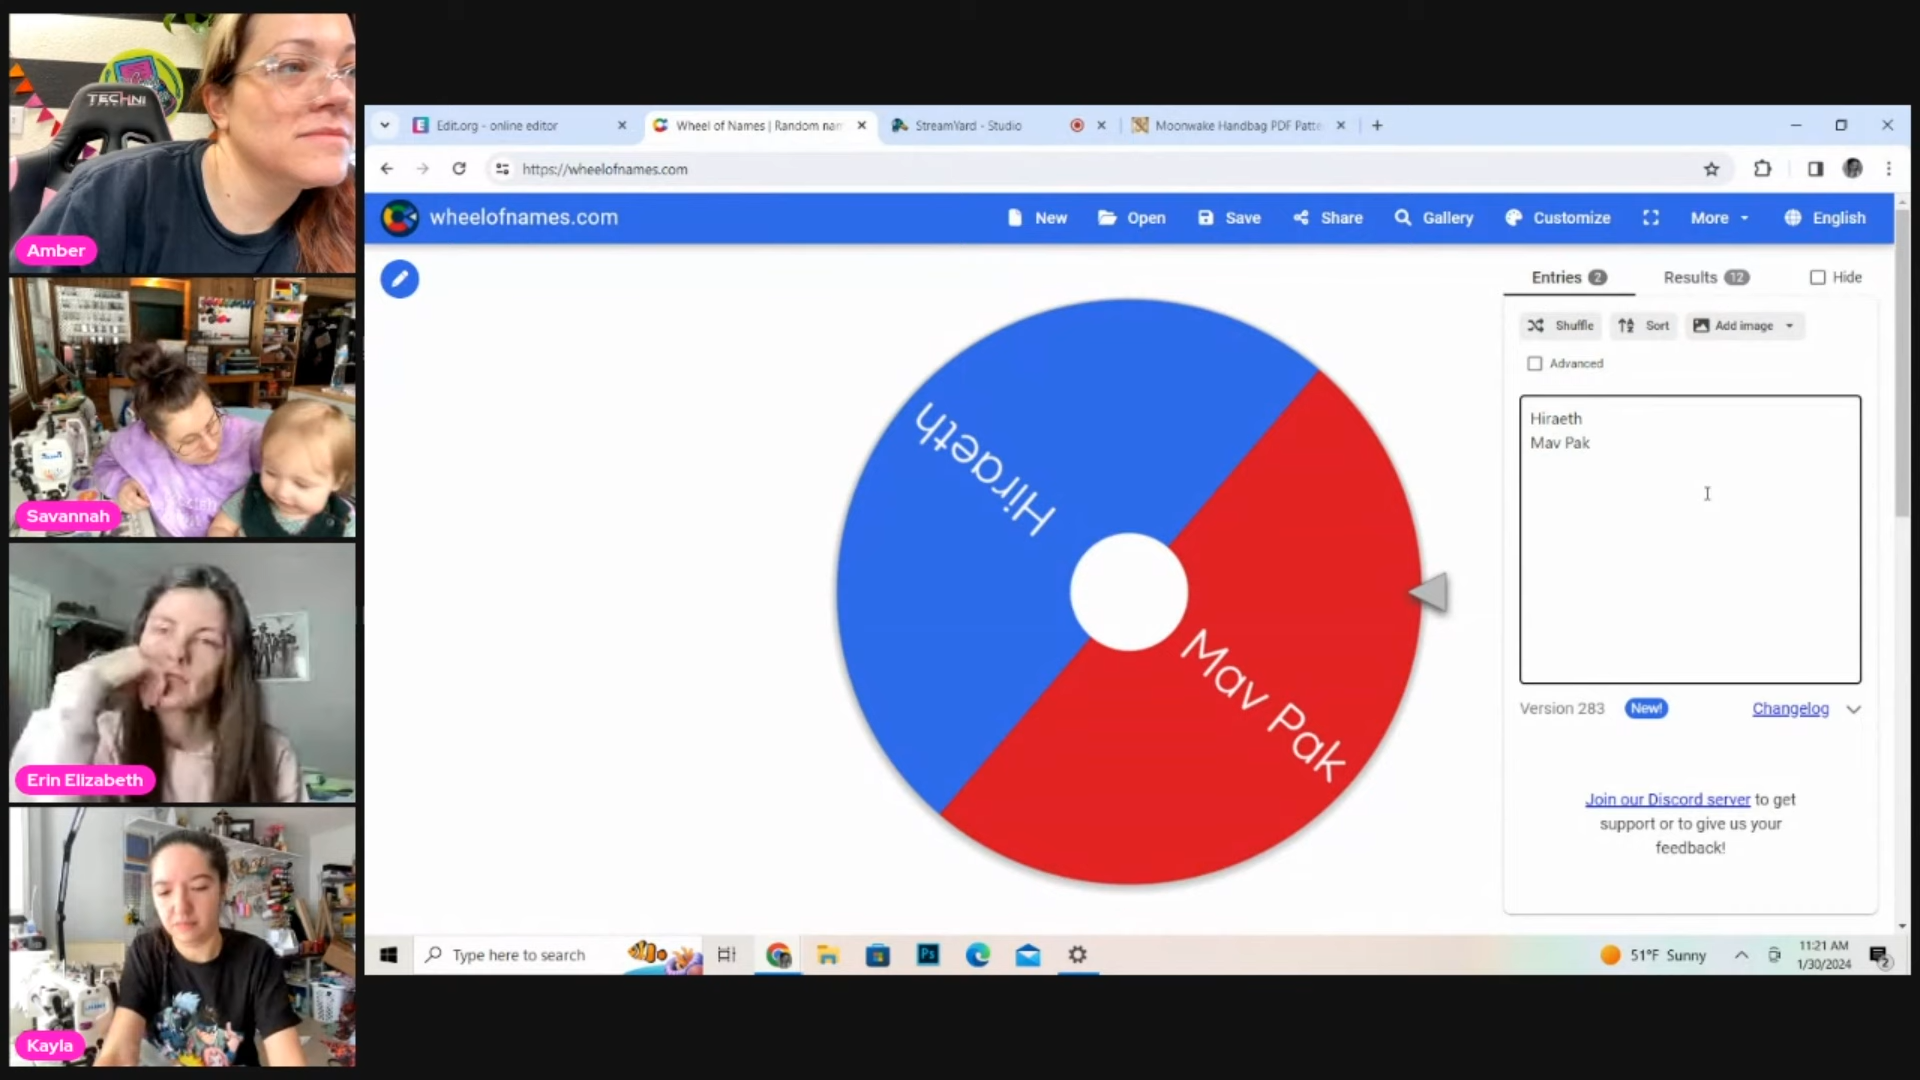 TECHNI
Amber
Savannah
Erin Elizabeth
Kayla
Edit.org - online editor
Wheel of Names | Random nam
StreamYard - Studio
Moonwake Handbag PDF Patte
https://wheelofnames.com
wheelofnames.com
New
Open
Save
Share
Gallery
Customize
More
English
Entries 2
Results 12
Hide
Shuffle
Sort
Add image
Advanced
Hiraeth
Mav Pak
Hiraeth
Mav Pak
Version 283
New!
Changelog
Join our Discord server to get
support or to give us your
feedback!
Type here to search
Ps
51°F Sunny
11:21 AM
1/30/2024
2